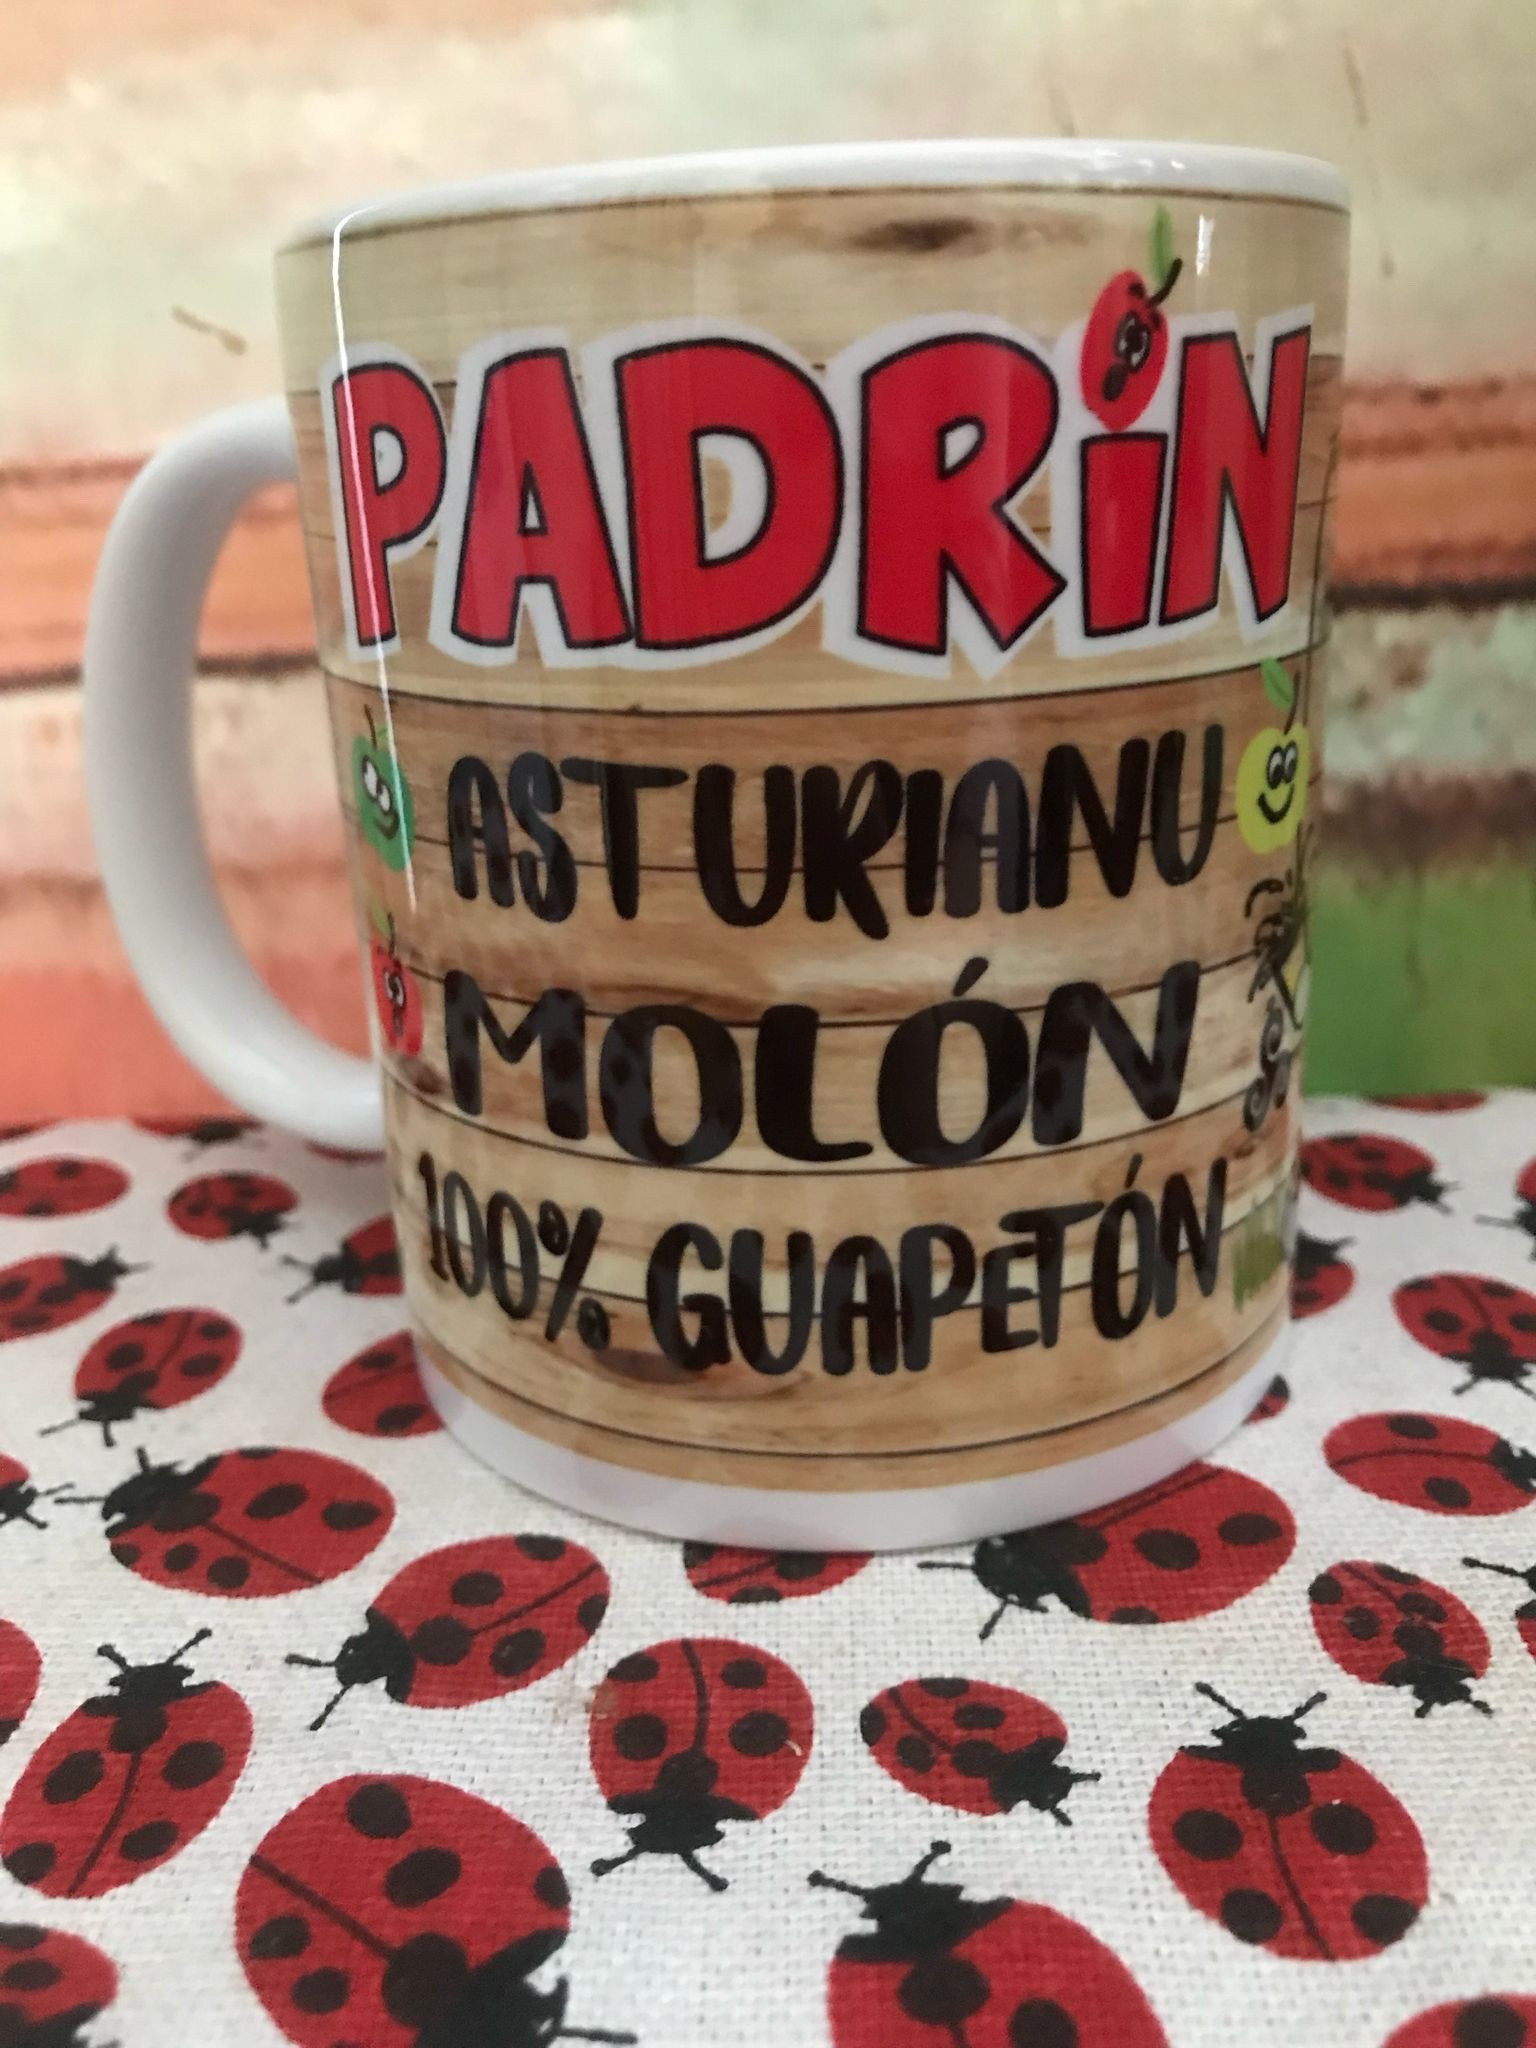 PADRiN
ASTURIANU
MOLÓN
100% GUAPETÓN